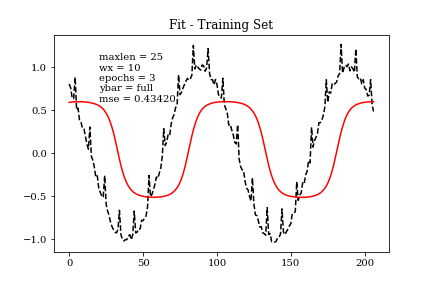 Fit - Training Set
maxlen = 25
wx = 10
epochs = 3
ybar = full
mse = 0.43420
1.0
0.5
0.0
−0.5
−1.0
0 50 100 150 200